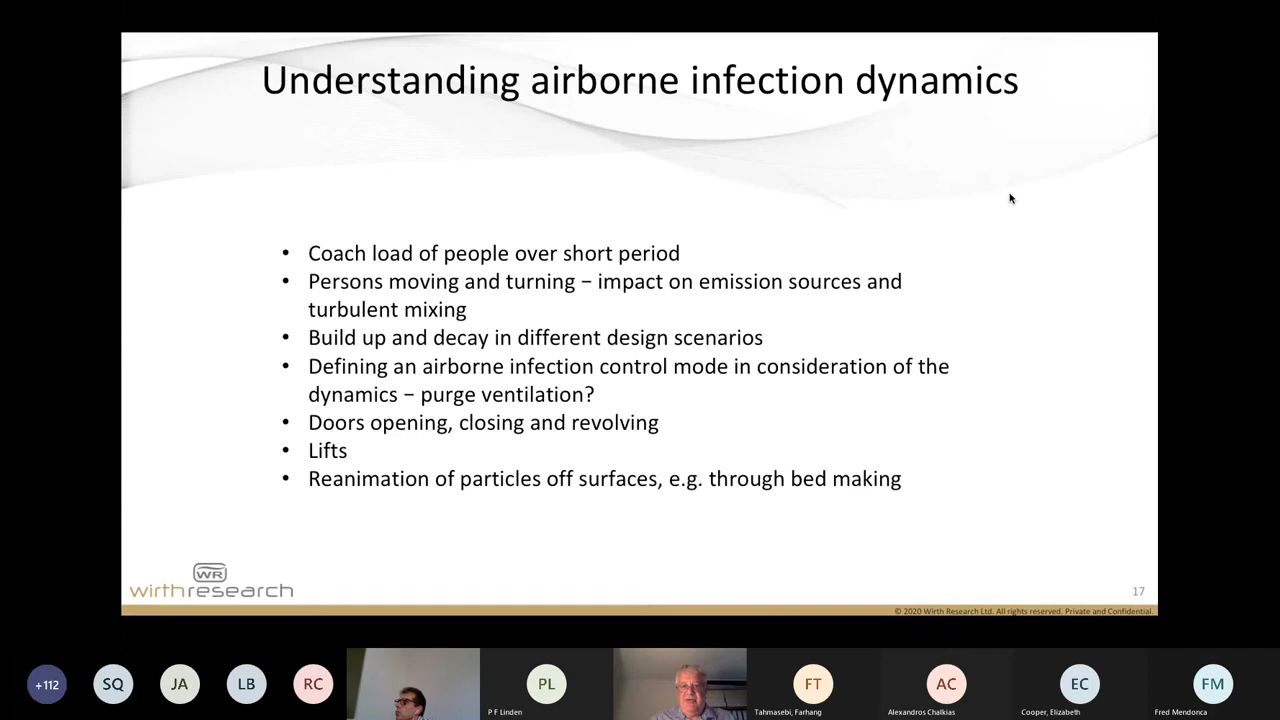 Understanding airborne infection dynamics
• Coach load of people over short period
• Persons moving and turning – impact on emission sources and
turbulent mixing
• Build up and decay in different design scenarios
• Defining an airborne infection control mode in consideration of the
dynamics – purge ventilation?
• Doors opening, closing and revolving
• Lifts
• Reanimation of particles off surfaces, e.g. through bed making
WR
wirthresearch
17
© 2020 Wirth Research Ltd. All rights reserved. Private and Confidential.
+112
SQ
JA
LB
RC
PL
FT
AC
EC
FM
P F Linden
Tahmasebi, Farhang
Alexandros Chalkias
Cooper, Elizabeth
Fred Mendonca